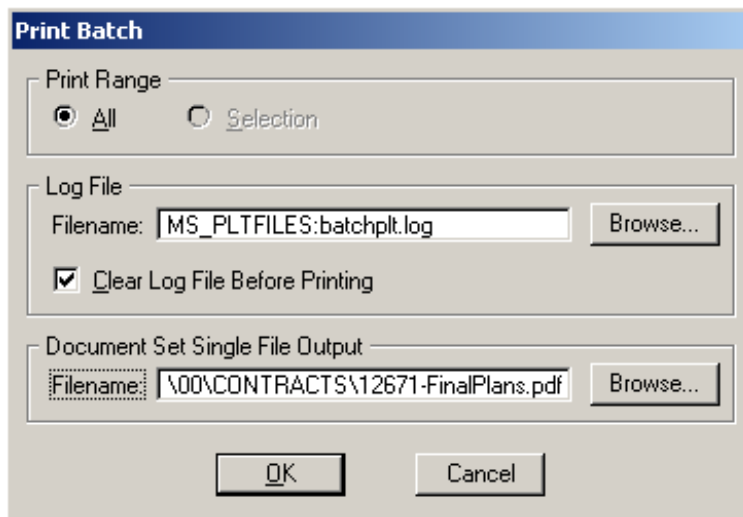 Print Batch
Print Range
All Selection
Log File
Filename: MS_PLTFILES:batchplt.log Browse...
Clear Log File Before Printing
Document Set Single File Output
Filename: \00\CONTRACTS\12671-FinalPlans.pdf Browse...
OK Cancel